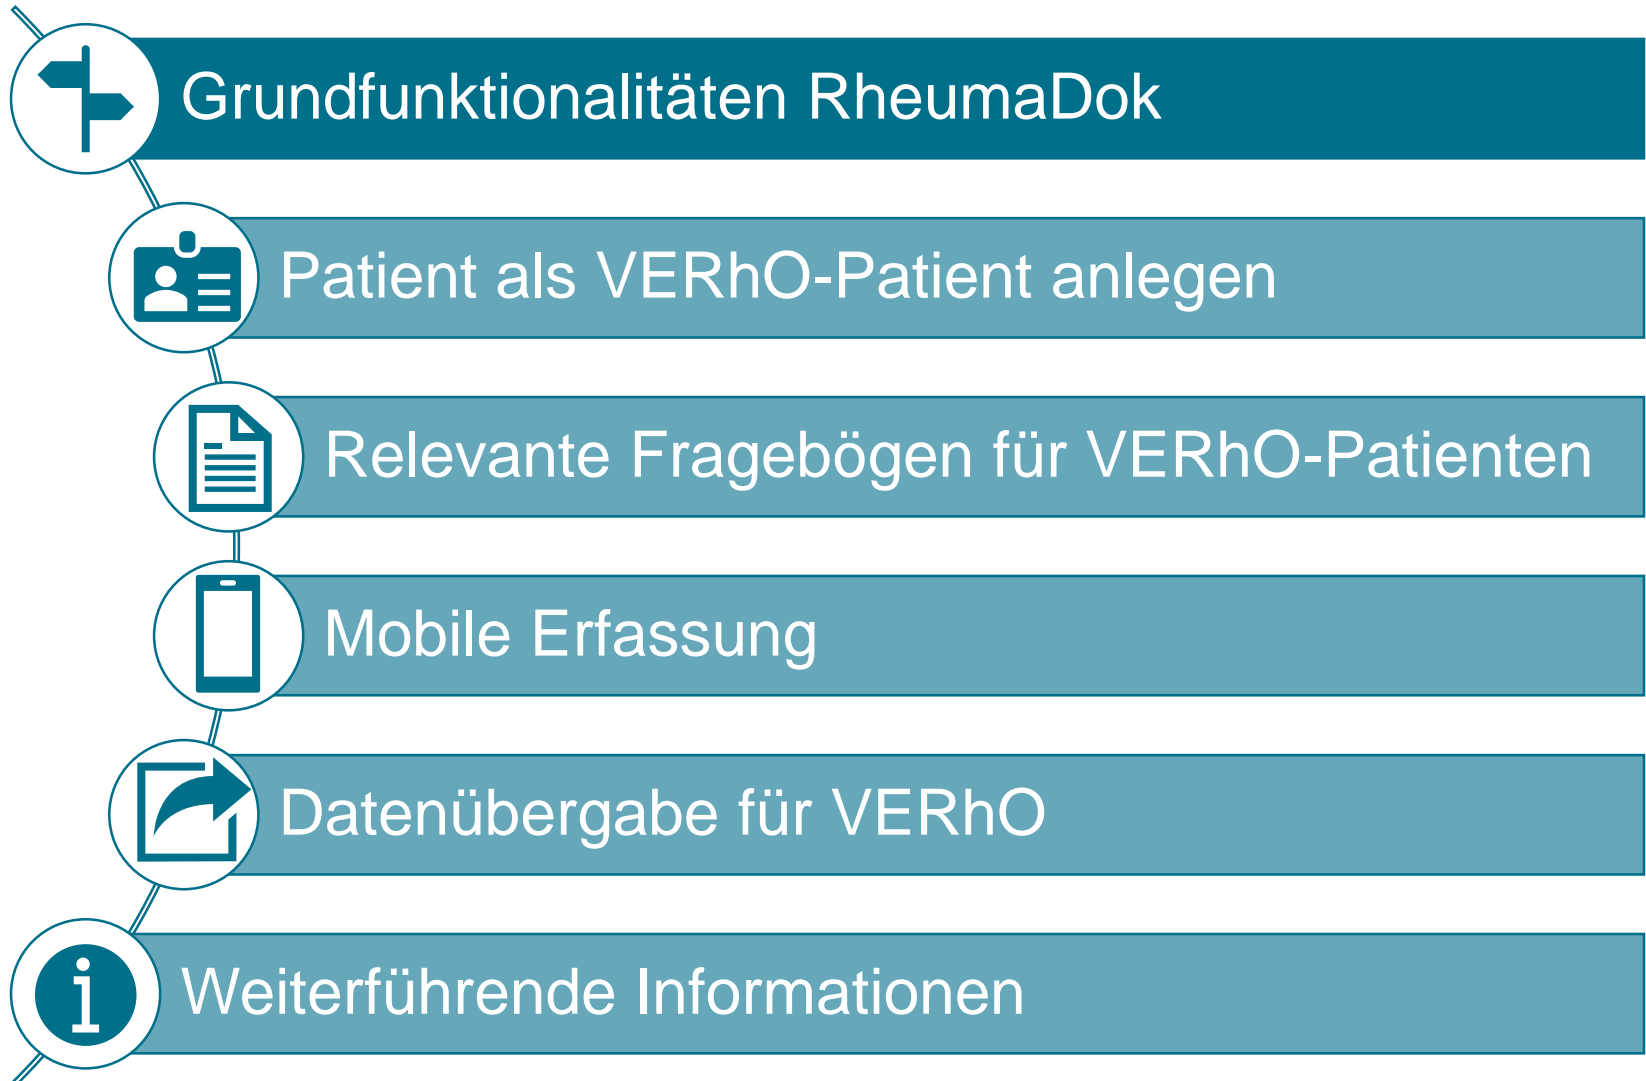 Grundfunktionalitäten RheumaDok
Patient als VERhO-Patient anlegen
Relevante Fragebögen für VERhO-Patienten
Mobile Erfassung
Datenübergabe für VERhO
Weiterführende Informationen